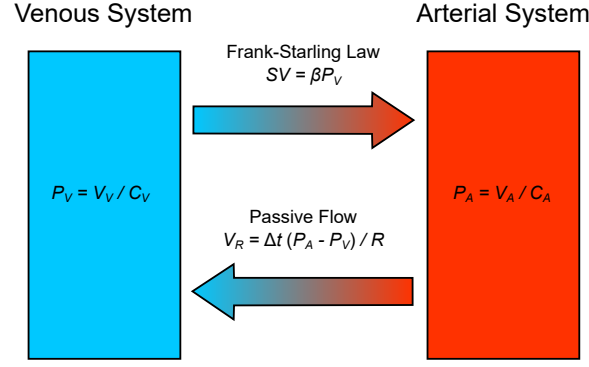 Venous System
Arterial System
Frank-Starling Law
SV = βP_V
P_V = V_V / C_V
P_A = V_A / C_A
Passive Flow
V_R = Δt (P_A - P_V) / R